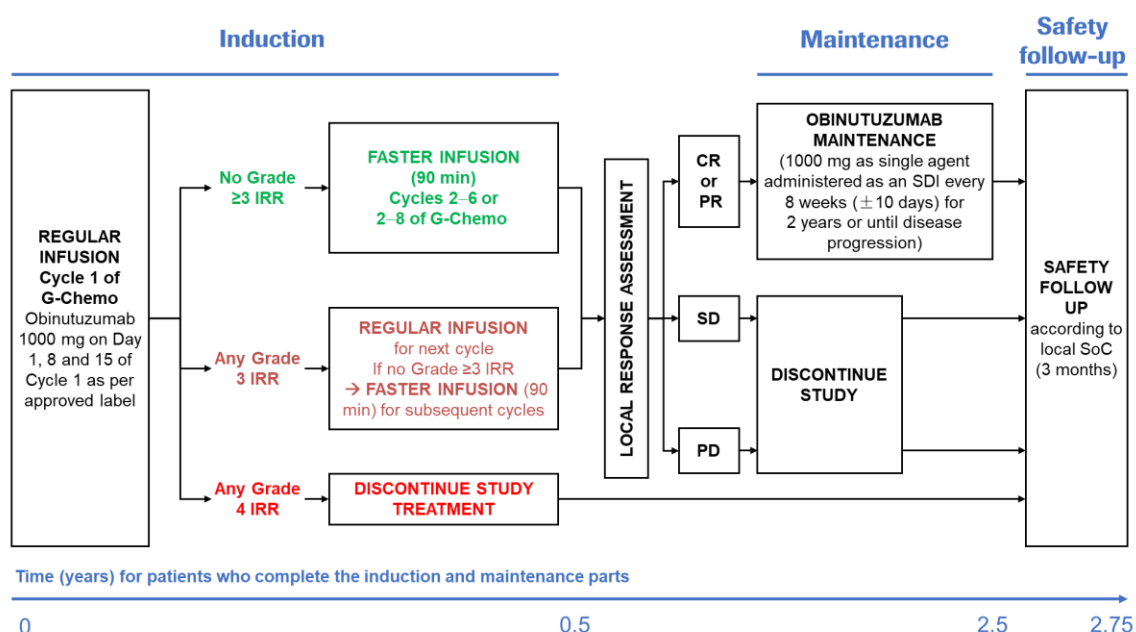 Induction
Maintenance
Safety
follow-up
REGULAR
INFUSION
Cycle 1 of
G-Chemo
Obinutuzumab
1000 mg on Day
1, 8 and 15 of
Cycle 1 as per
approved label
No Grade
≥3 IRR
FASTER INFUSION
(90 min)
Cycles 2–6 or
2–8 of G-Chemo
Any Grade
3 IRR
REGULAR INFUSION
for next cycle
If no Grade ≥3 IRR
→ FASTER INFUSION (90
min) for subsequent cycles
Any Grade
4 IRR
DISCONTINUE STUDY
TREATMENT
LOCAL RESPONSE ASSESSMENT
CR
or
PR
SD
PD
OBINUTUZUMAB
MAINTENANCE
(1000 mg as single agent
administered as an SDI every
8 weeks (±10 days) for
2 years or until disease
progression)
DISCONTINUE
STUDY
SAFETY
FOLLOW
UP
according to
local SoC
(3 months)
Time (years) for patients who complete the induction and maintenance parts
0
0.5
2.5
2.75